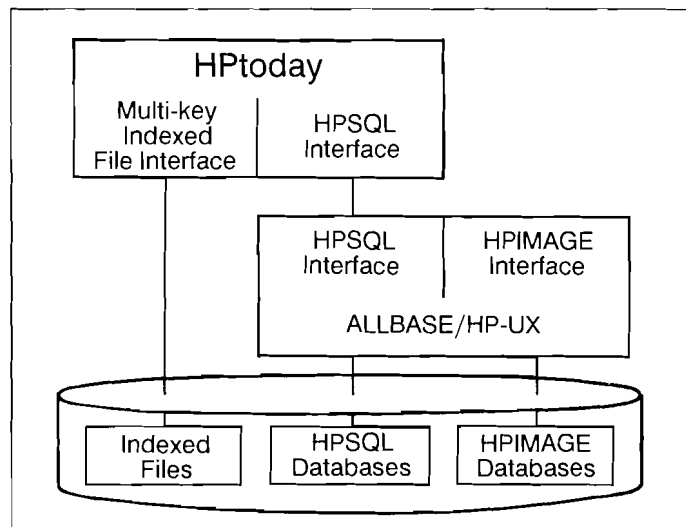 HPtoday
Multi-key
Indexed
File Interface
HPSQL
Interface
HPSQL
Interface
HPIMAGE
Interface
ALLBASE/HP-UX
Indexed
Files
HPSQL
Databases
HPIMAGE
Databases